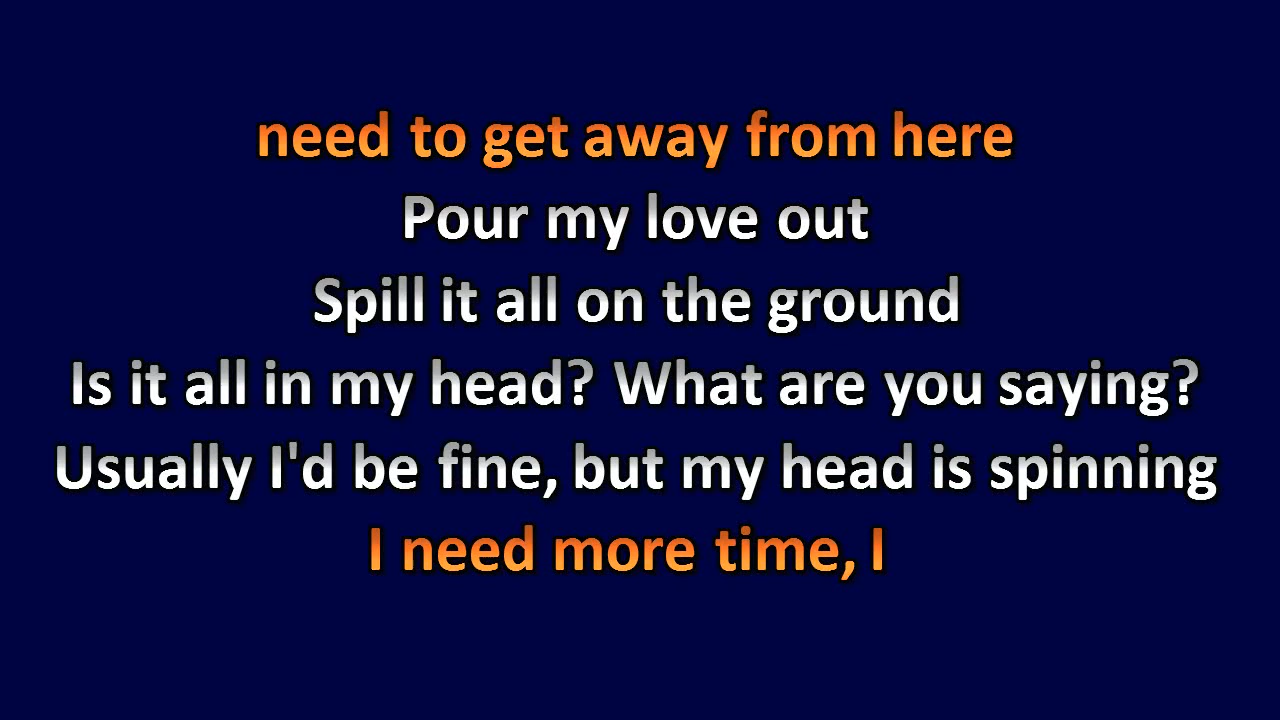 need to get away from here
Pour my love out
Spill it all on the ground
Is it all in my head? What are you saying?
Usually I'd be fine, but my head is spinning
I need more time, I